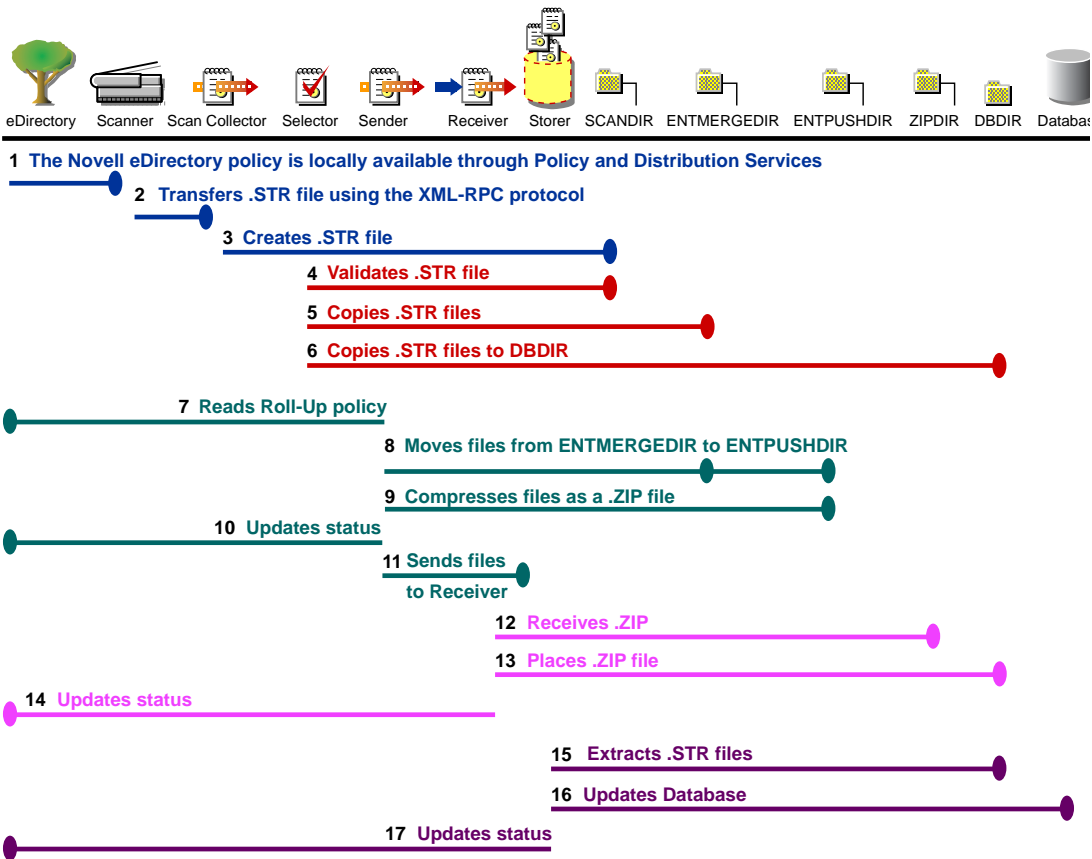 eDirectory Scanner Scan Collector Selector Sender Receiver Storer SCANDIR ENTMERGEDIR ENTPUSHDIR ZIPDIR DBDIR Databas
1 The Novell eDirectory policy is locally available through Policy and Distribution Services
2 Transfers .STR file using the XML-RPC protocol
3 Creates .STR file
4 Validates .STR file
5 Copies .STR files
6 Copies .STR files to DBDIR
7 Reads Roll-Up policy
8 Moves files from ENTMERGEDIR to ENTPUSHDIR
9 Compresses files as a .ZIP file
10 Updates status
11 Sends files
to Receiver
12 Receives .ZIP
13 Places .ZIP file
14 Updates status
15 Extracts .STR files
16 Updates Database
17 Updates status